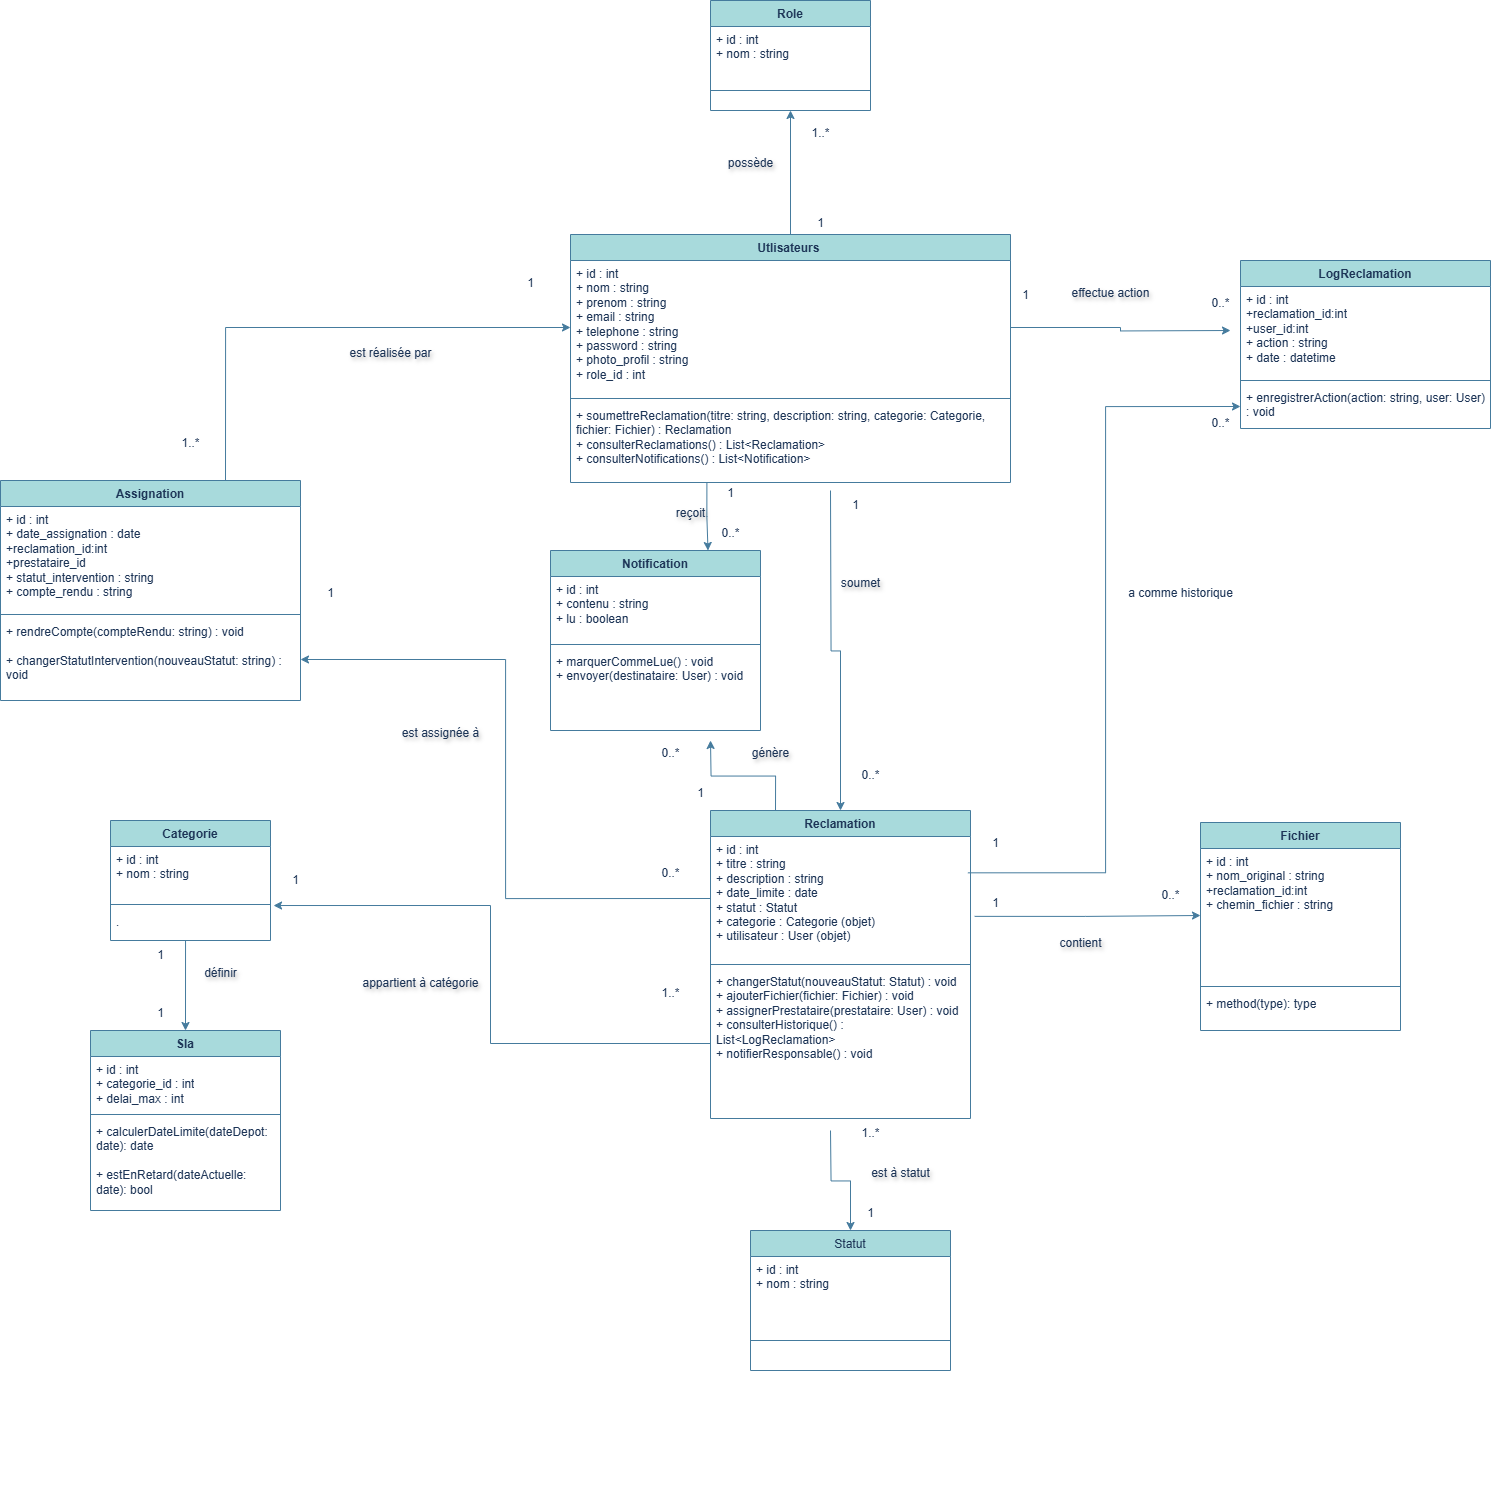 Role
+ id : int
+ nom : string
1..*
possède
1
Utlisateurs
+ id : int
+ nom : string
+ prenom : string
+ email : string
+ telephone : string
+ password : string
+ photo_profil : string
+ role_id : int
+ soumettreReclamation(titre: string, description: string, categorie: Categorie,
fichier: Fichier) : Reclamation
+ consulterReclamations() : List<Reclamation>
+ consulterNotifications() : List<Notification>
1
effectue action
0..*
LogReclamation
+ id : int
+reclamation_id:int
+user_id:int
+ action : string
+ date : datetime
+ enregistrerAction(action: string, user: User)
: void
0..*
1
est réalisée par
1..*
Assignation
+ id : int
+ date_assignation : date
+reclamation_id:int
+prestataire_id
+ statut_intervention : string
+ compte_rendu : string
+ rendreCompte(compteRendu: string) : void
+ changerStatutIntervention(nouveauStatut: string) :
void
1
est assignée à
0..*
1
reçoit
0..*
Notification
+ id : int
+ contenu : string
+ lu : boolean
+ marquerCommeLue() : void
+ envoyer(destinataire: User) : void
0..*
génère
1
1
soumet
0..*
a comme historique
1
Reclamation
+ id : int
+ titre : string
+ description : string
+ date_limite : date
+ statut : Statut
+ categorie : Categorie (objet)
+ utilisateur : User (objet)
+ changerStatut(nouveauStatut: Statut) : void
+ ajouterFichier(fichier: Fichier) : void
+ assignerPrestataire(prestataire: User) : void
+ consulterHistorique() :
List<LogReclamation>
+ notifierResponsable() : void
1
contient
0..*
Fichier
+ id : int
+ nom_original : string
+reclamation_id:int
+ chemin_fichier : string
+ method(type): type
Categorie
+ id : int
+ nom : string
.
1
appartient à catégorie
1..*
1
définir
1
Sla
+ id : int
+ categorie_id : int
+ delai_max : int
+ calculerDateLimite(dateDepot:
date): date
+ estEnRetard(dateActuelle:
date): bool
1..*
est à statut
1
Statut
+ id : int
+ nom : string